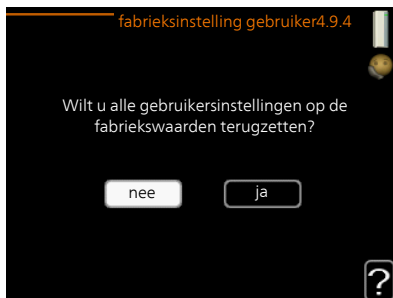 fabrieksinstelling gebruiker4.9.4
Wilt u alle gebruikersinstellingen op de
fabriekswaarden terugzetten?
nee ja
?